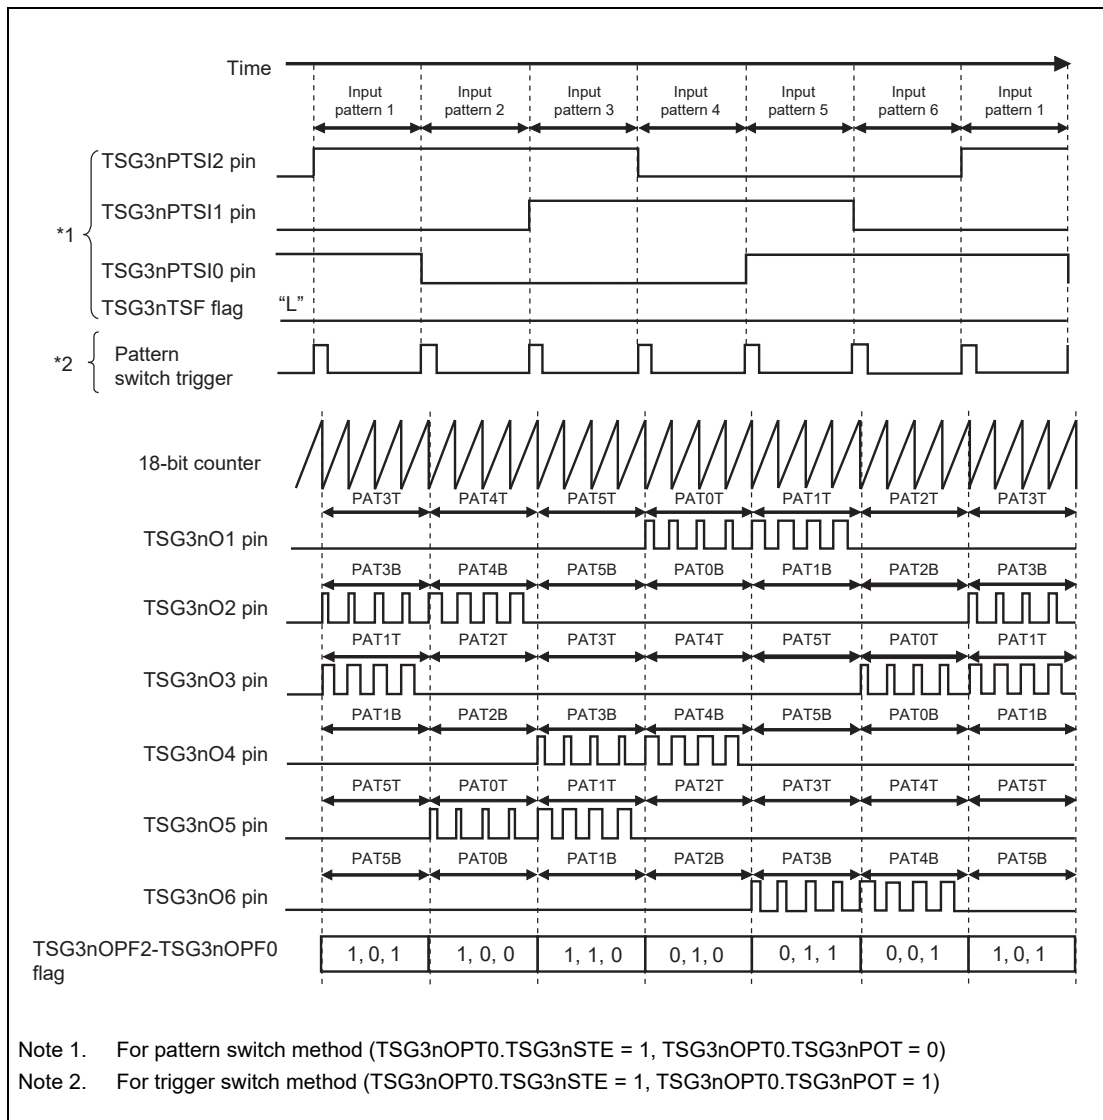 Time
Input pattern 1
Input pattern 2
Input pattern 3
Input pattern 4
Input pattern 5
Input pattern 6
Input pattern 1
*1
TSG3nPTSI2 pin
TSG3nPTSI1 pin
TSG3nPTSI0 pin
TSG3nTSF flag “L”
*2
Pattern
switch trigger
18-bit counter
PAT3T PAT4T PAT5T PAT0T PAT1T PAT2T PAT3T
TSG3nO1 pin
PAT3B PAT4B PAT5B PAT0B PAT1B PAT2B PAT3B
TSG3nO2 pin
PAT1T PAT2T PAT3T PAT4T PAT5T PAT0T PAT1T
TSG3nO3 pin
PAT1B PAT2B PAT3B PAT4B PAT5B PAT0B PAT1B
TSG3nO4 pin
PAT5T PAT0T PAT1T PAT2T PAT3T PAT4T PAT5T
TSG3nO5 pin
PAT5B PAT0B PAT1B PAT2B PAT3B PAT4B PAT5B
TSG3nO6 pin
TSG3nOPF2-TSG3nOPF0
flag
1, 0, 1 1, 0, 0 1, 1, 0 0, 1, 0 0, 1, 1 0, 0, 1 1, 0, 1
Note 1. For pattern switch method (TSG3nOPT0.TSG3nSTE = 1, TSG3nOPT0.TSG3nPOT = 0)
Note 2. For trigger switch method (TSG3nOPT0.TSG3nSTE = 1, TSG3nOPT0.TSG3nPOT = 1)